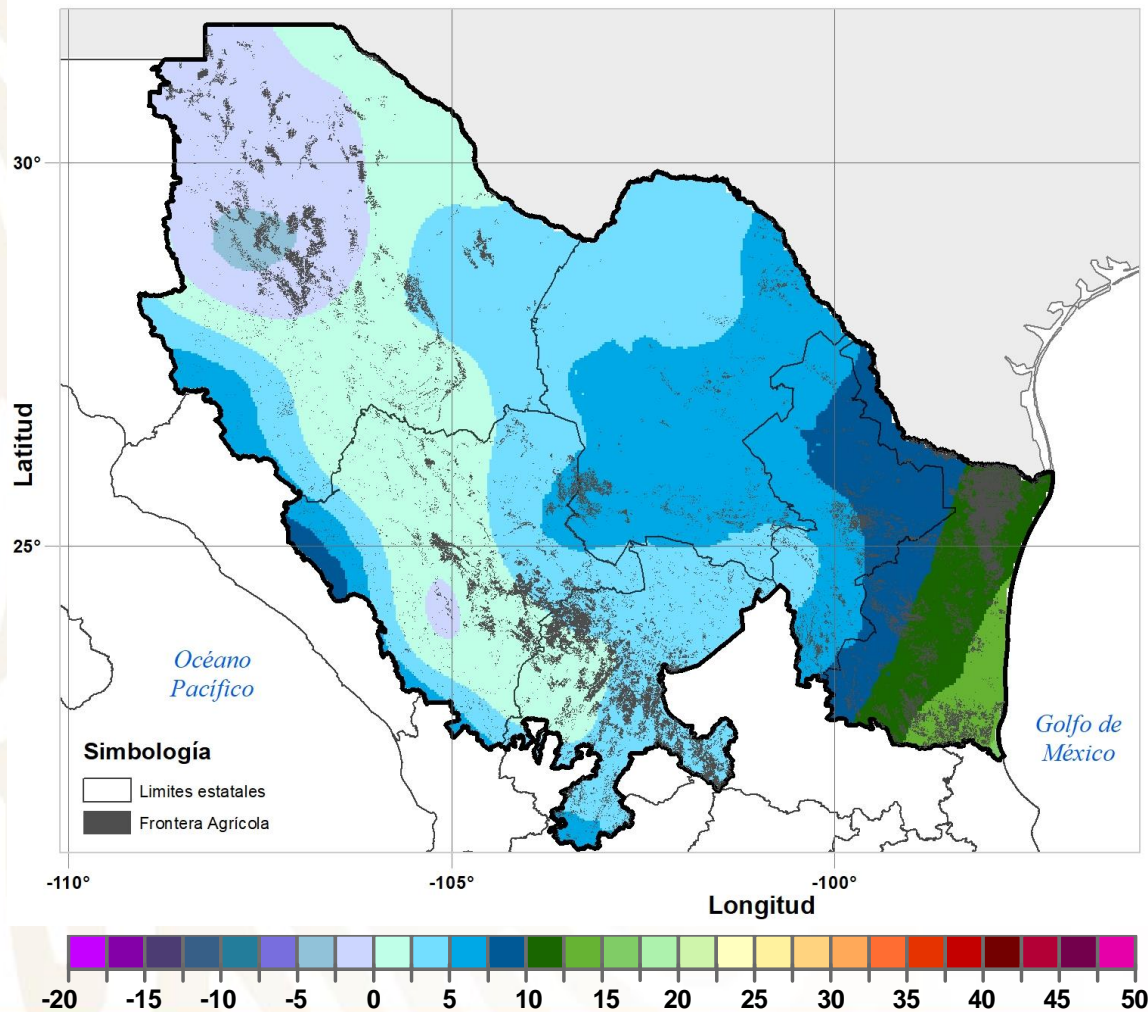 30°
25°
Latitud
Océano
Pacífico
Golfo de
México
Simbología
Limites estatales
Frontera Agrícola
-110° -105° -100°
Longitud
-20 -15 -10 -5 0 5 10 15 20 25 30 35 40 45 50